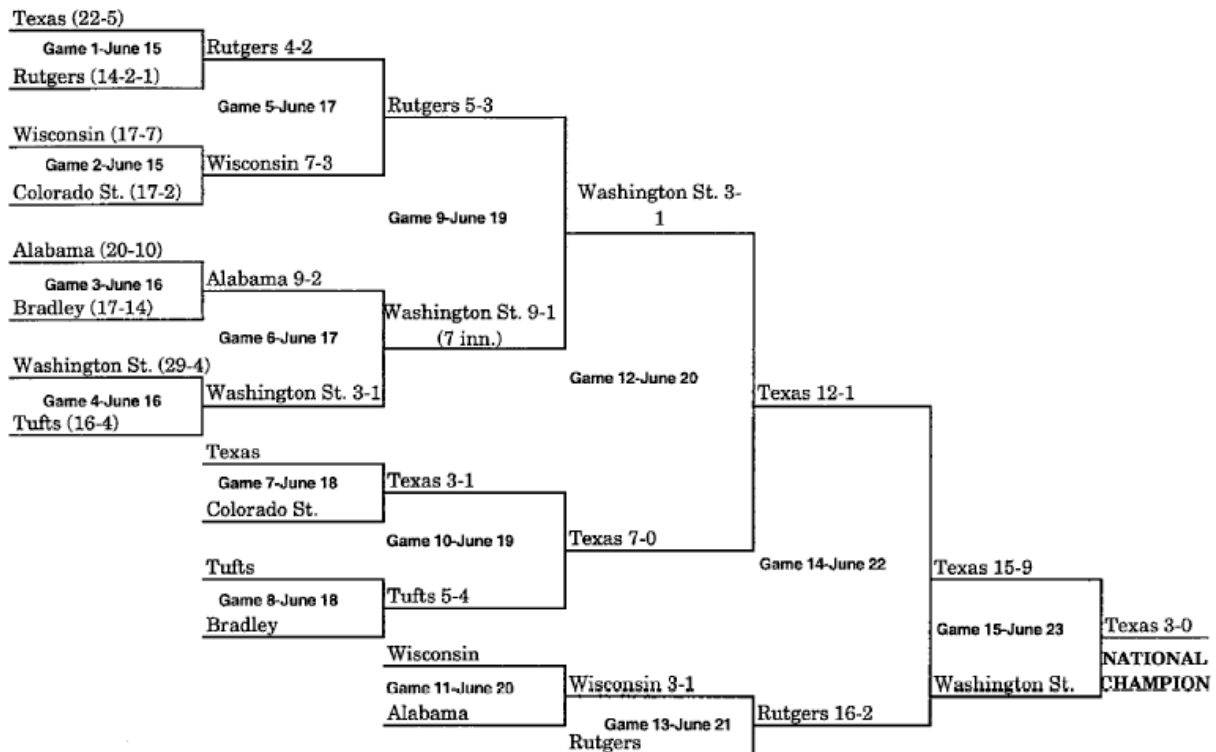 Texas (22-5)
Game 1-June 15
Rutgers (14-2-1)
Rutgers 4-2
Game 5-June 17
Rutgers 5-3
Wisconsin (17-7)
Game 2-June 15
Colorado St. (17-2)
Wisconsin 7-3
Game 9-June 19
Washington St. 3-
1
Alabama (20-10)
Game 3-June 16
Bradley (17-14)
Alabama 9-2
Game 6-June 17
Washington St. 9-1
(7 inn.)
Washington St. (29-4)
Game 4-June 16
Tufts (16-4)
Washington St. 3-1
Game 12-June 20
Texas 12-1
Texas
Game 7-June 18
Colorado St.
Texas 3-1
Game 10-June 19
Texas 7-0
Tufts
Game 8-June 18
Bradley
Tufts 5-4
Game 14-June 22
Texas 15-9
Game 15-June 23
Texas 3-0
NATIONAL
CHAMPION
Washington St.
Wisconsin
Game 11-June 20
Alabama
Wisconsin 3-1
Game 13-June 21
Rutgers
Rutgers 16-2